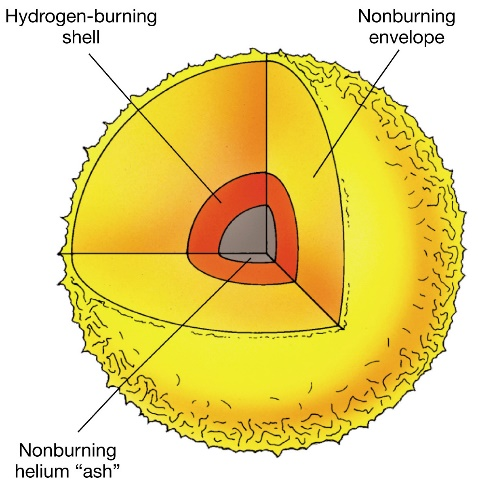 Hydrogen-burning
shell
Nonburning
envelope
Nonburning
helium “ash”